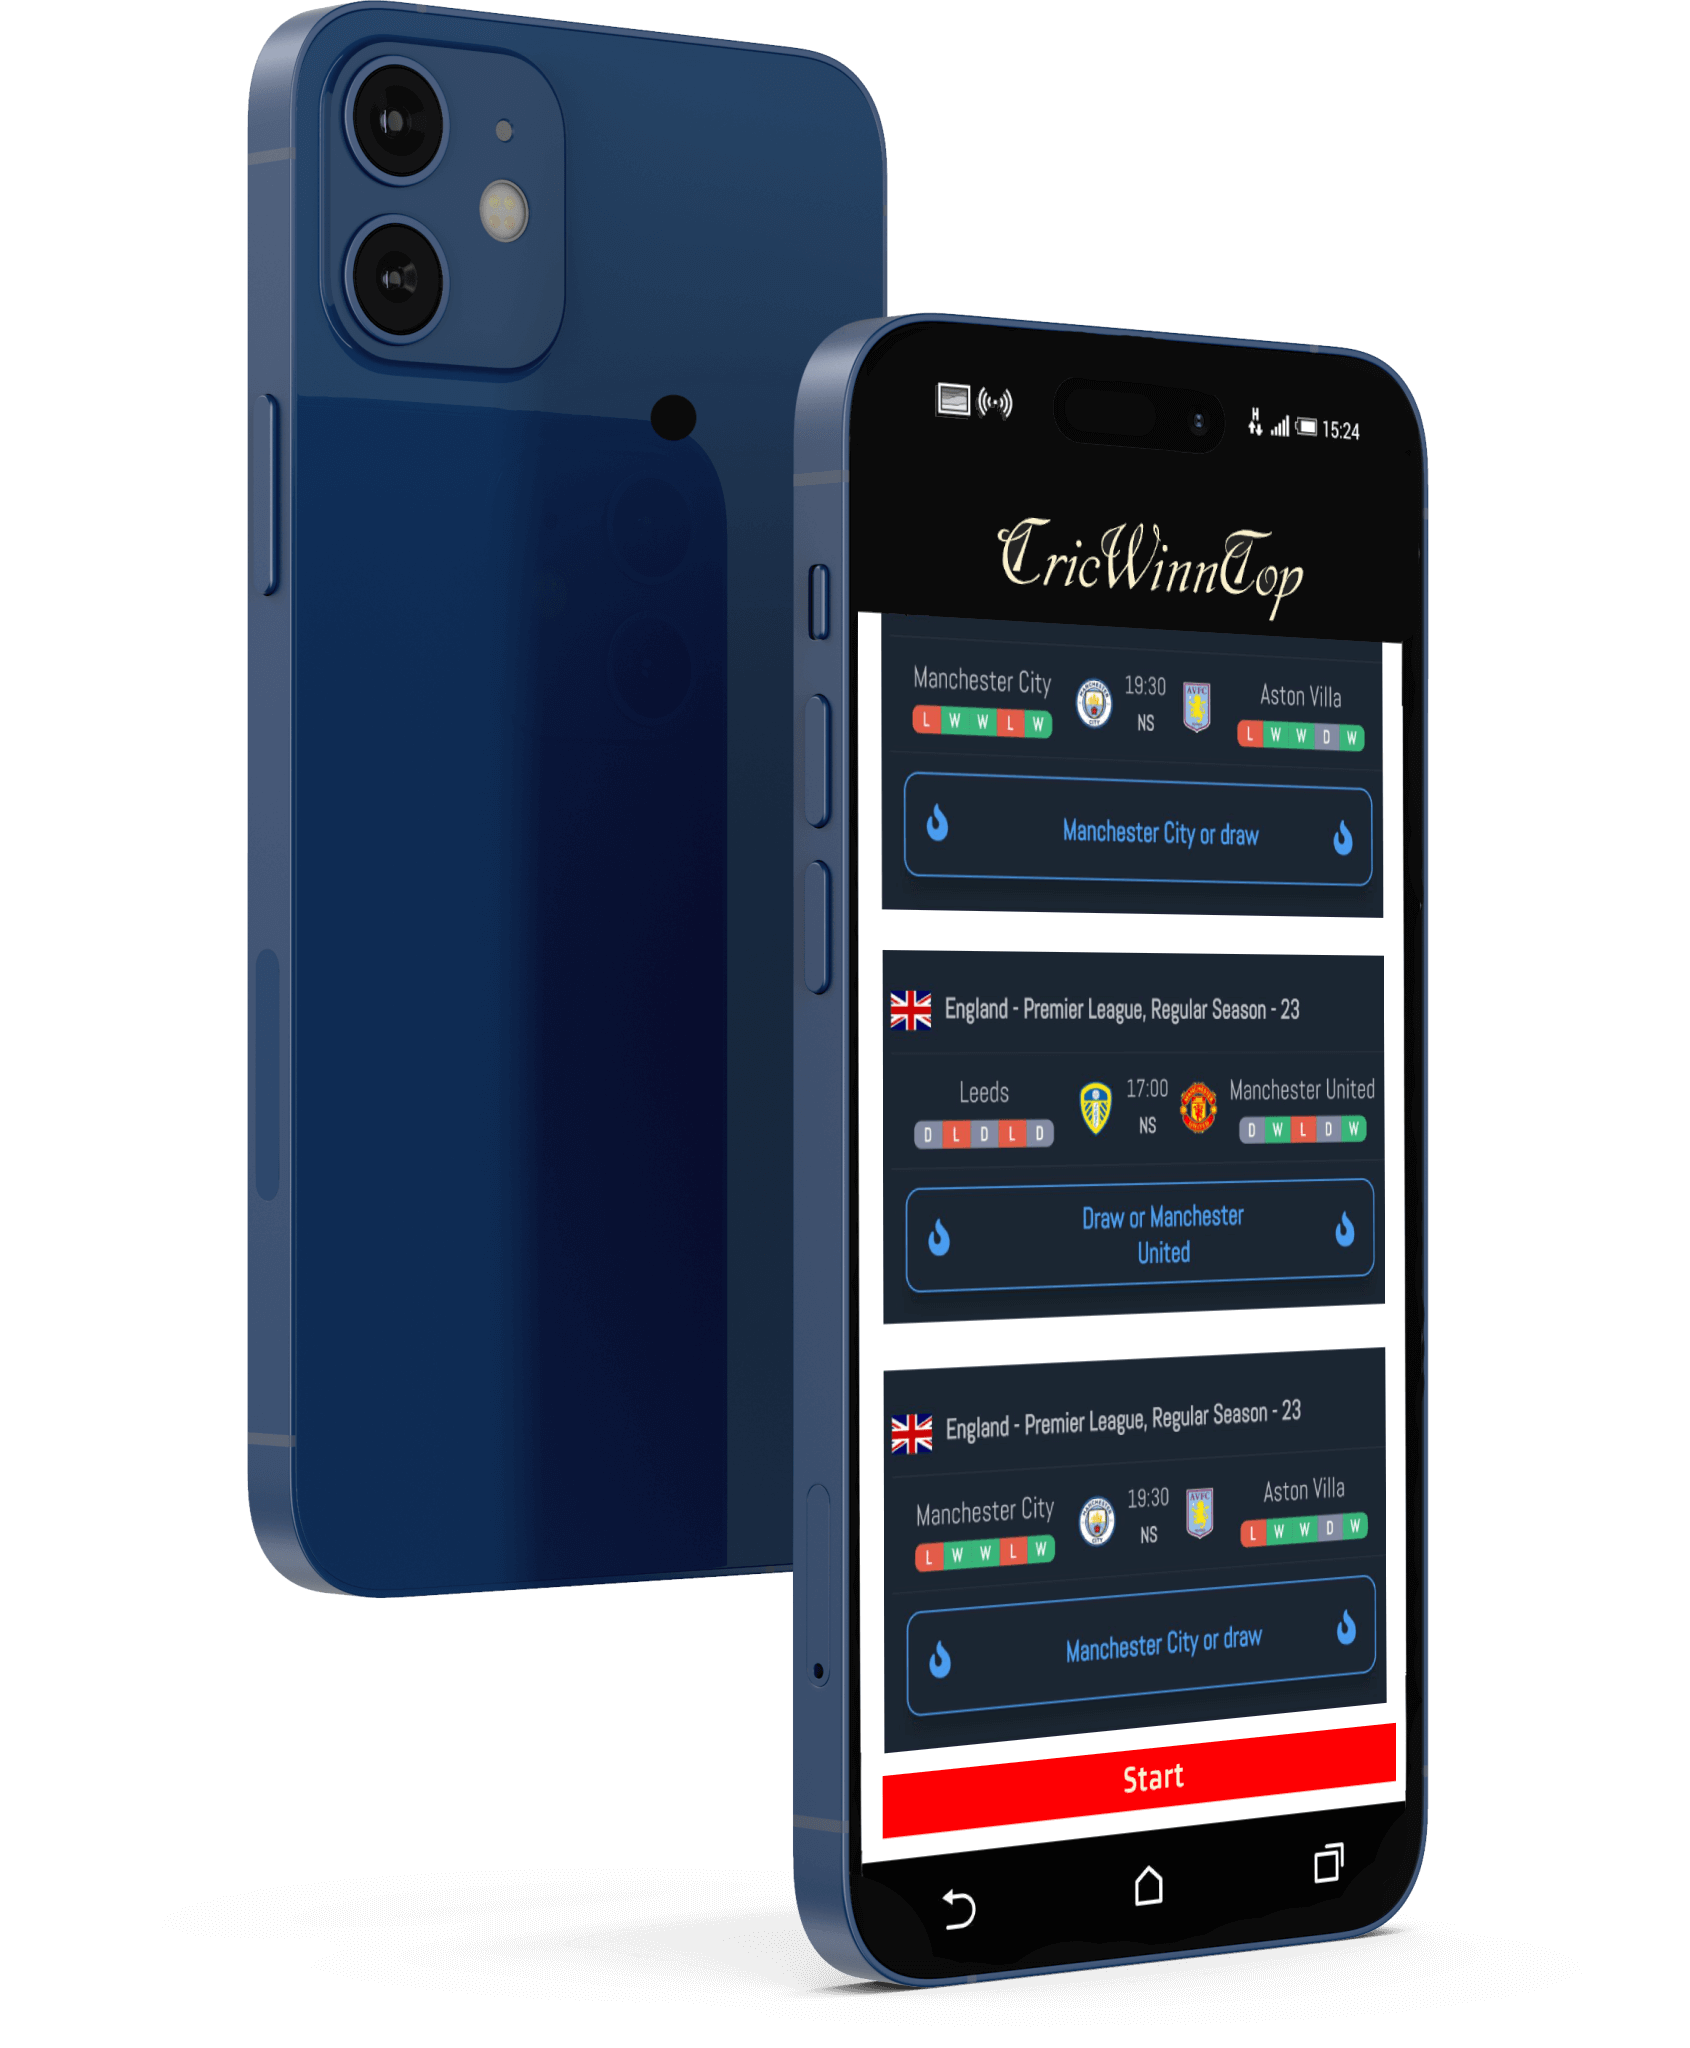 H
15:24
CricWinnTop
Manchester City
19:30
Aston Villa
L W W L W
NS
L W W D W
Manchester City or draw
England - Premier League, Regular Season - 23
Leeds
17:00
Manchester United
D L D L D
NS
D W L D W
Draw or Manchester
United
England - Premier League, Regular Season - 23
Manchester City
19:30
Aston Villa
L W W L W
NS
L W W D W
Manchester City or draw
Start